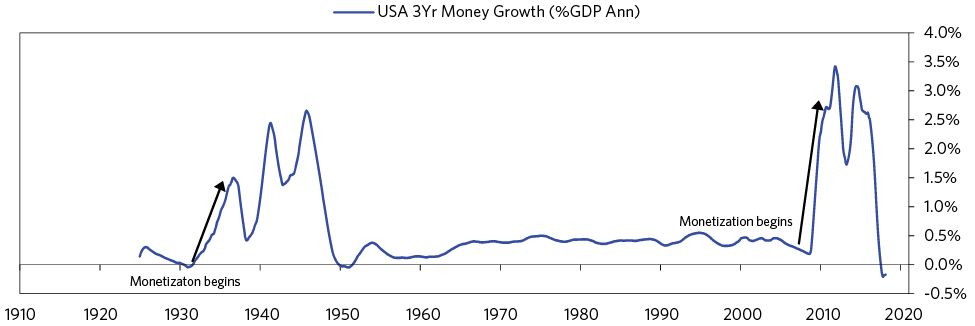 USA 3Yr Money Growth (%GDP Ann)
4.0%
3.5%
3.0%
2.5%
2.0%
1.5%
1.0%
Monetization begins
0.5%
0.0%
Monetizaton begins
-0.5%
1910 1920 1930 1940 1950 1960 1970 1980 1990 2000 2010 2020